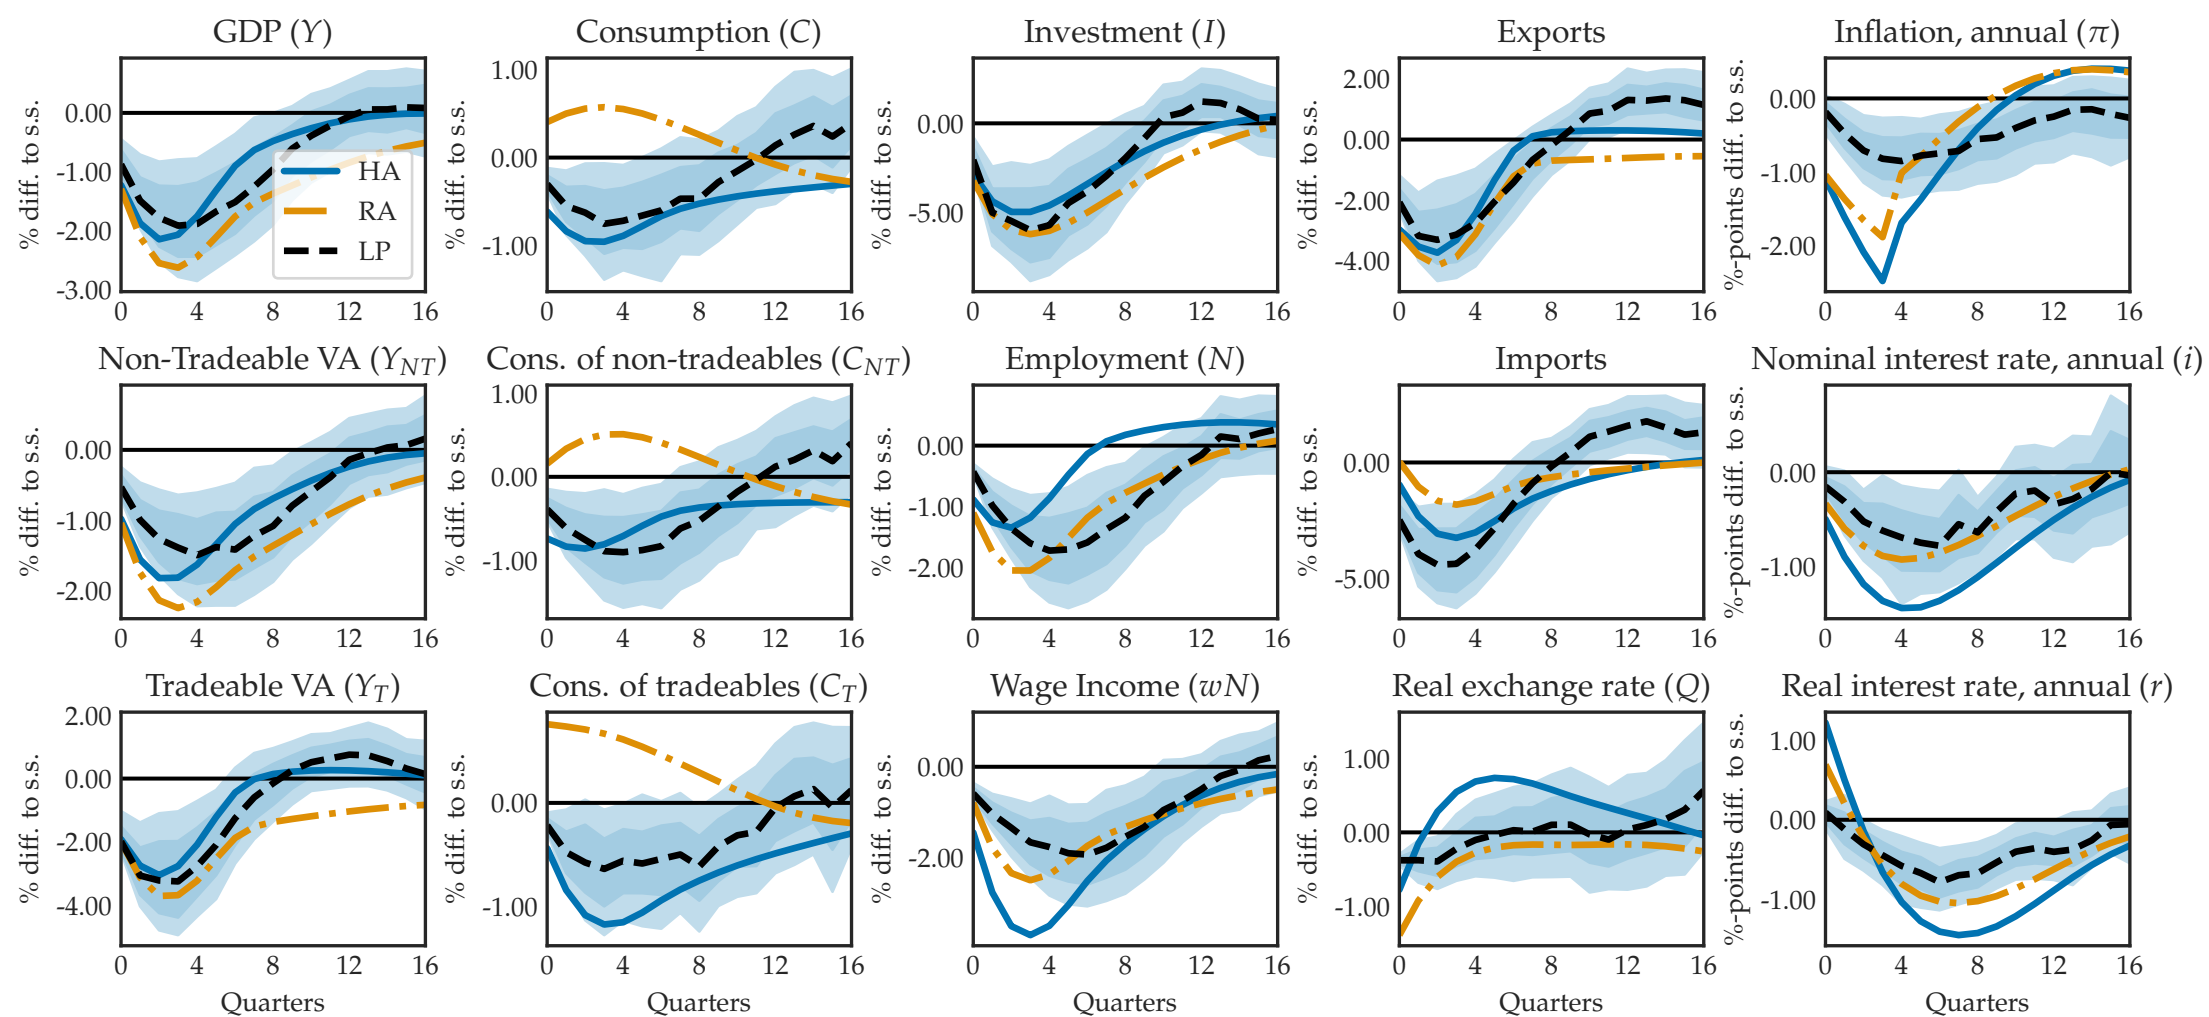 GDP (Y)
% diff. to s.s.
0.00
-1.00
-2.00
-3.00
0 4 8 12 16
HA
RA
LP
Consumption (C)
% diff. to s.s.
1.00
0.00
-1.00
0 4 8 12 16
Investment (I)
% diff. to s.s.
0.00
-5.00
0 4 8 12 16
Exports
% diff. to s.s.
2.00
0.00
-2.00
-4.00
0 4 8 12 16
Inflation, annual (π)
%-points diff. to s.s.
0.00
-1.00
-2.00
0 4 8 12 16
Non-Tradeable VA (Y_NT)
% diff. to s.s.
0.00
-1.00
-2.00
0 4 8 12 16
Cons. of non-tradeables (C_NT)
% diff. to s.s.
1.00
0.00
-1.00
0 4 8 12 16
Employment (N)
% diff. to s.s.
0.00
-1.00
-2.00
0 4 8 12 16
Imports
% diff. to s.s.
0.00
-5.00
0 4 8 12 16
Nominal interest rate, annual (i)
%-points diff. to s.s.
0.00
-1.00
0 4 8 12 16
Tradeable VA (Y_T)
% diff. to s.s.
2.00
0.00
-2.00
-4.00
0 4 8 12 16
Quarters
Cons. of tradeables (C_T)
% diff. to s.s.
0.00
-1.00
0 4 8 12 16
Quarters
Wage Income (wN)
% diff. to s.s.
0.00
-2.00
0 4 8 12 16
Quarters
Real exchange rate (Q)
% diff. to s.s.
1.00
0.00
-1.00
0 4 8 12 16
Quarters
Real interest rate, annual (r)
%-points diff. to s.s.
1.00
0.00
-1.00
0 4 8 12 16
Quarters